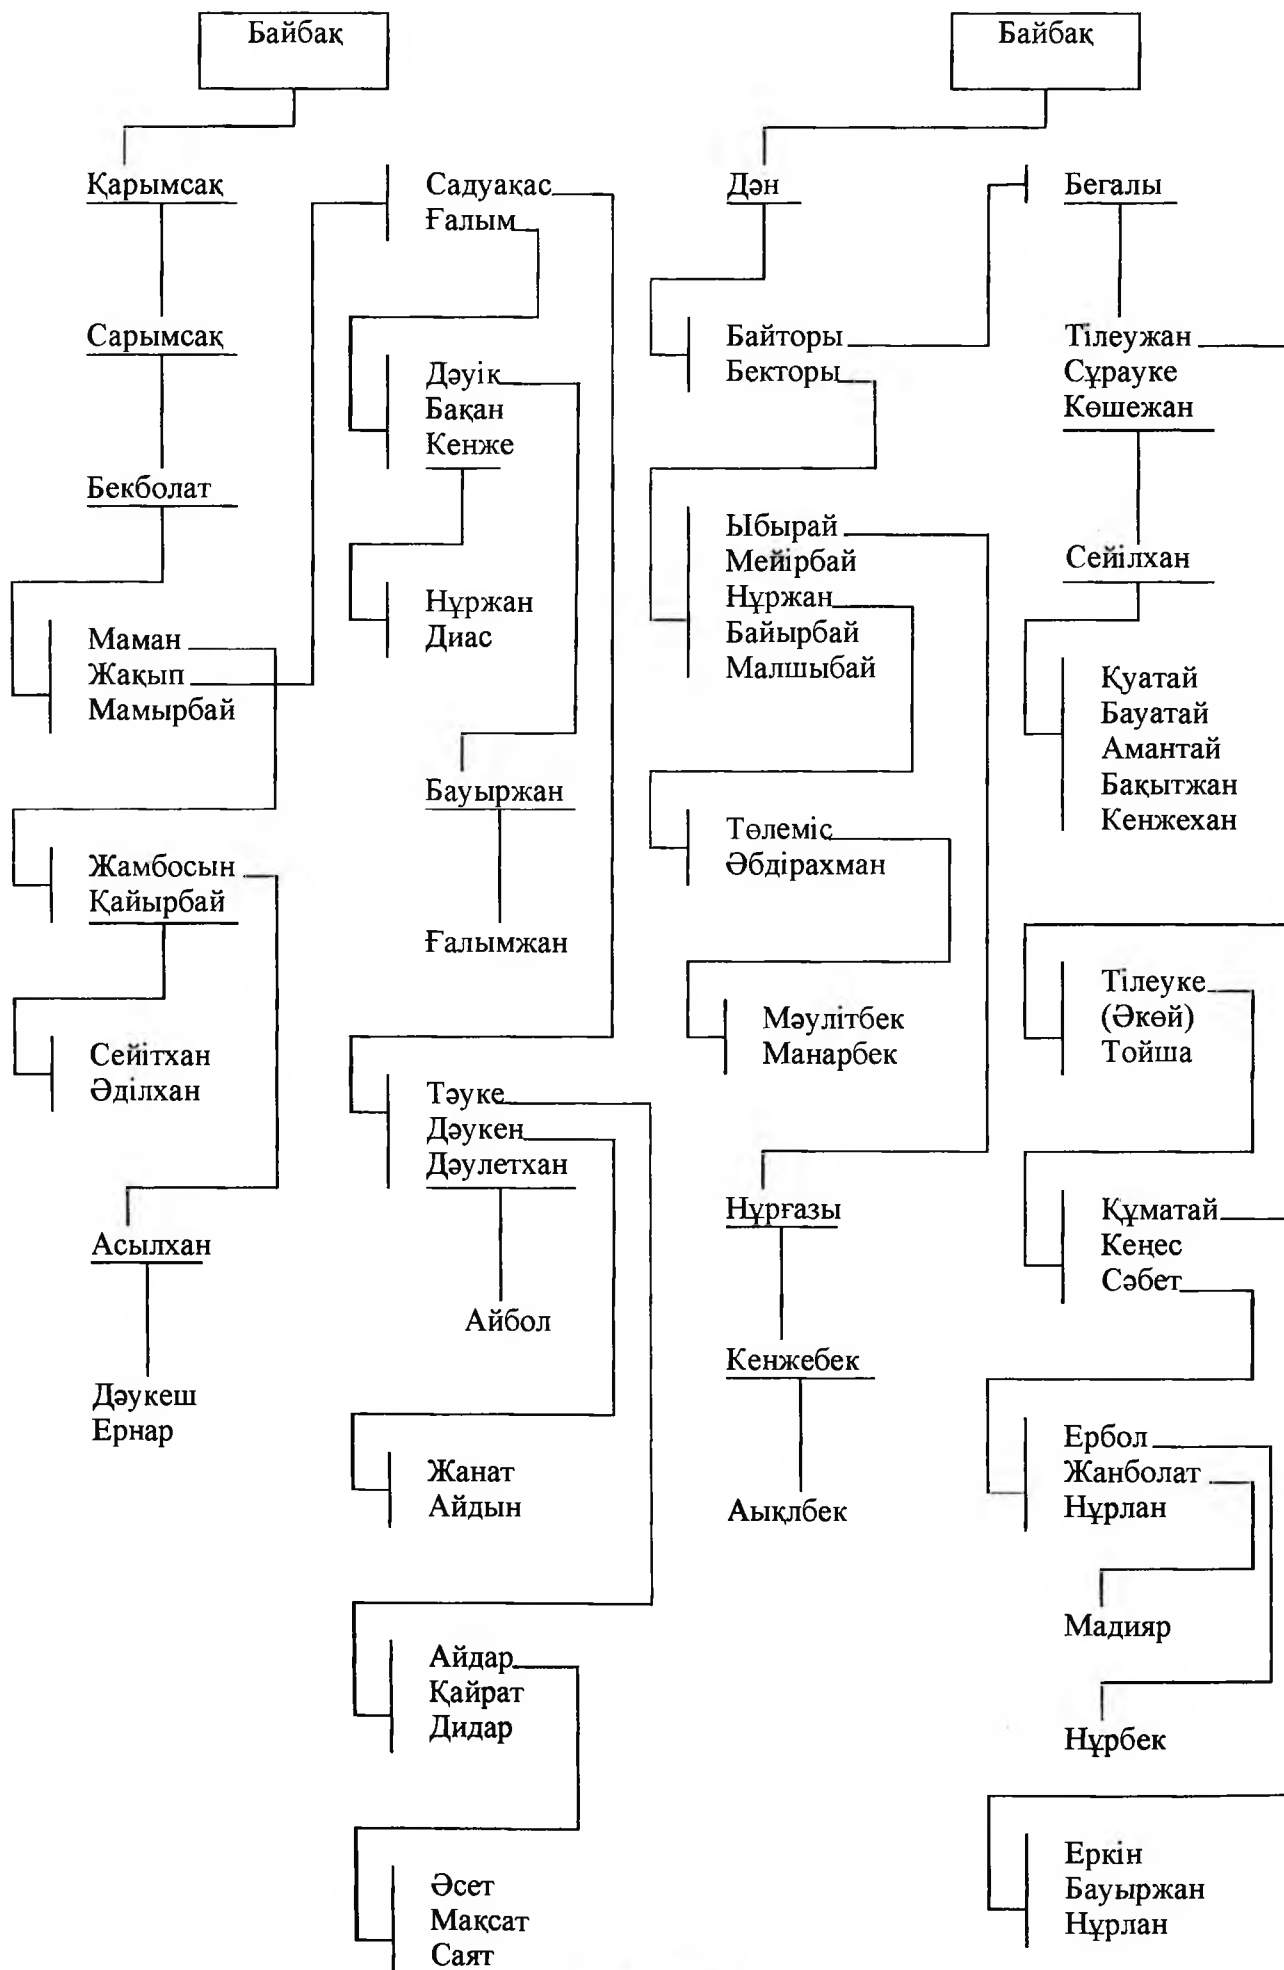 Байбақ
Қарымсақ
Сарымсақ
Бекболат
Маман
Жақып
Мамырбай
Жамбосын
Қайырбай
Сейітхан
Әділхан
Асылхан
Дәукеш
Ернар
Садуақас
Ғалым
Дәуік
Бақан
Кенже
Нұржан
Диас
Бауыржан
Ғалымжан
Тәуке
Дәукен
Дәулетхан
Айбол
Жанат
Айдын
Айдар
Қайрат
Дидар
Әсет
Мақсат
Саят
Байбақ
Дән
Байторы
Бекторы
Ыбырай
Мейірбай
Нұржан
Байырбай
Малшыбай
Төлеміс
Әбдірахман
Мәулітбек
Манарбек
Нұрғазы
Кенжебек
Аықлбек
Бегалы
Тілеужан
Сұрауке
Көшежан
Сейілхан
Қуатай
Бауатай
Амантай
Бақытжан
Кенжехан
Тілеуке
(Әкөй)
Тойша
Құматай
Кеңес
Сәбет
Ербол
Жанболат
Нұрлан
Мадияр
Нұрбек
Еркін
Бауыржан
Нұрлан